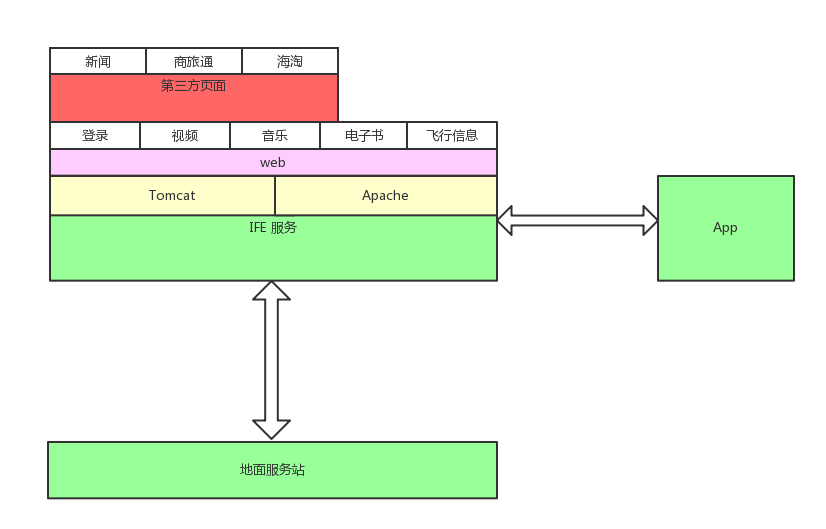 新闻
商旅通
海淘
第三方页面
登录
视频
音乐
电子书
飞行信息
web
Tomcat
Apache
IFE 服务
App
地面服务站